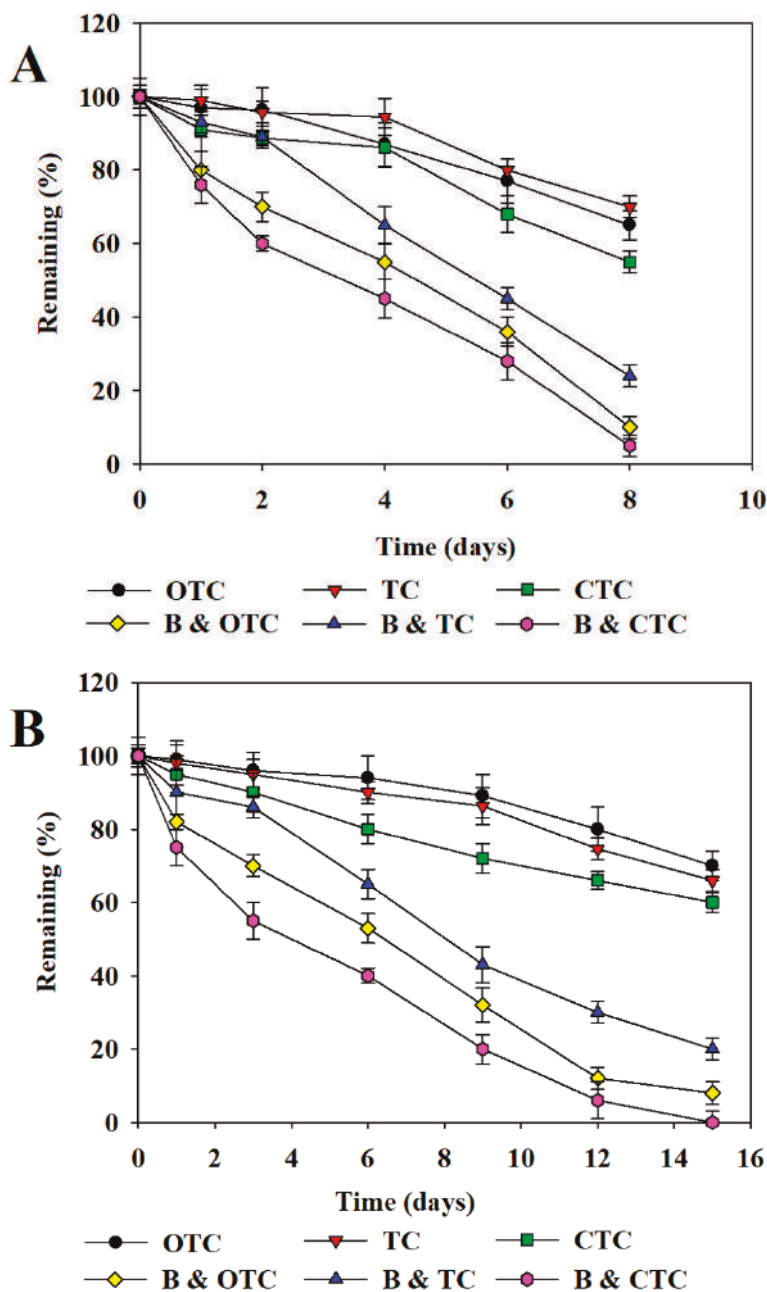 A
120
100
80
60
40
20
0
Remaining (%)
0 2 4 6 8 10
Time (days)
OTC TC CTC
B & OTC B & TC B & CTC
B
120
100
80
60
40
20
0
Remaining (%)
0 2 4 6 8 10 12 14 16
Time (days)
OTC TC CTC
B & OTC B & TC B & CTC